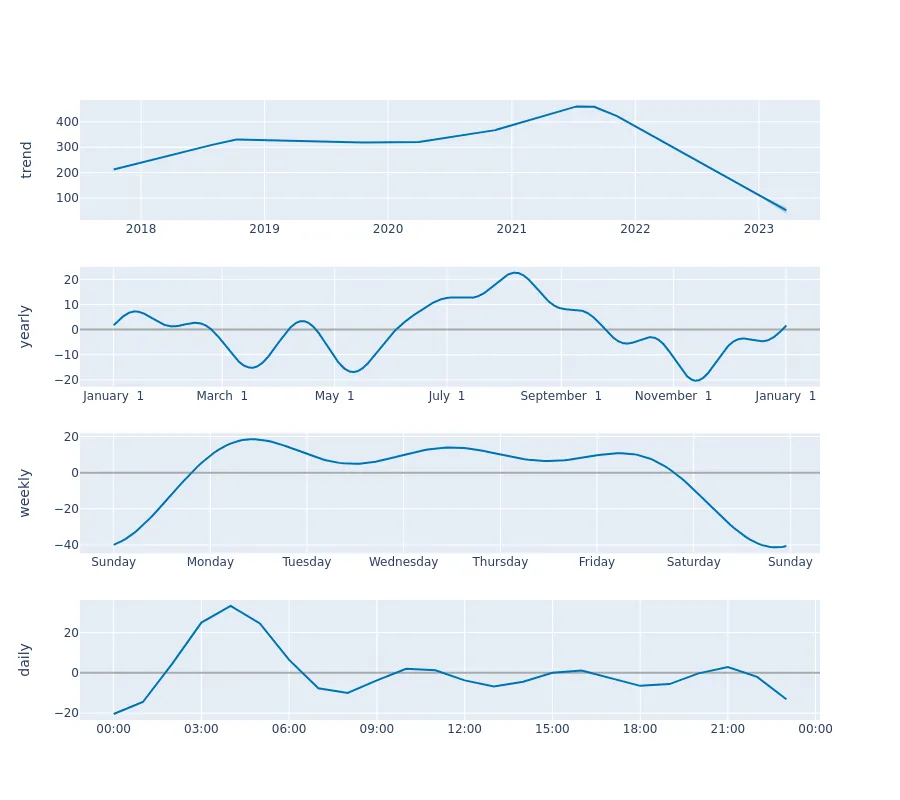 trend
400
300
200
100
2018 2019 2020 2021 2022 2023
yearly
20
10
0
−10
−20
January 1 March 1 May 1 July 1 September 1 November 1 January 1
weekly
20
0
−20
−40
Sunday Monday Tuesday Wednesday Thursday Friday Saturday Sunday
daily
20
0
−20
00:00 03:00 06:00 09:00 12:00 15:00 18:00 21:00 00:00